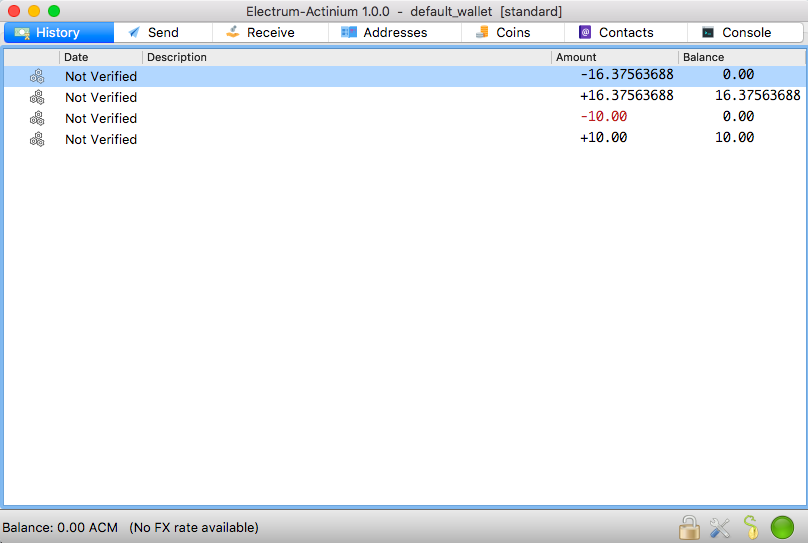 Electrum-Actinium 1.0.0 - default_wallet [standard]
History Send Receive Addresses Coins Contacts Console
Date Description Amount Balance
Not Verified -16.37563688 0.00
Not Verified +16.37563688 16.37563688
Not Verified -10.00 0.00
Not Verified +10.00 10.00
Balance: 0.00 ACM (No FX rate available)